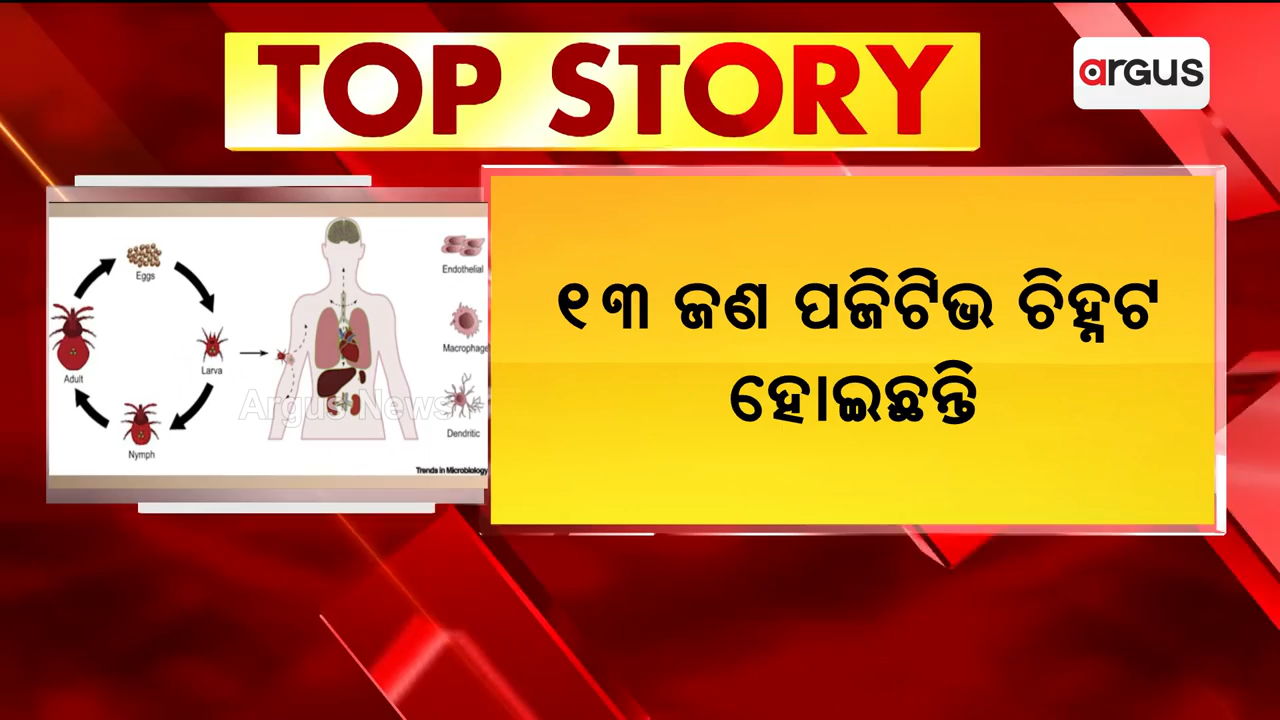 TOP STORY
argus
Eggs
Endothelial
Adult
Larva
Macrophage
Argus News
Nymph
Dendritic
Trends in Microbiology
୧୩ ଜଣ ପଜିଟିଭ ଚିହ୍ନଟ
ହୋଇଛନ୍ତି